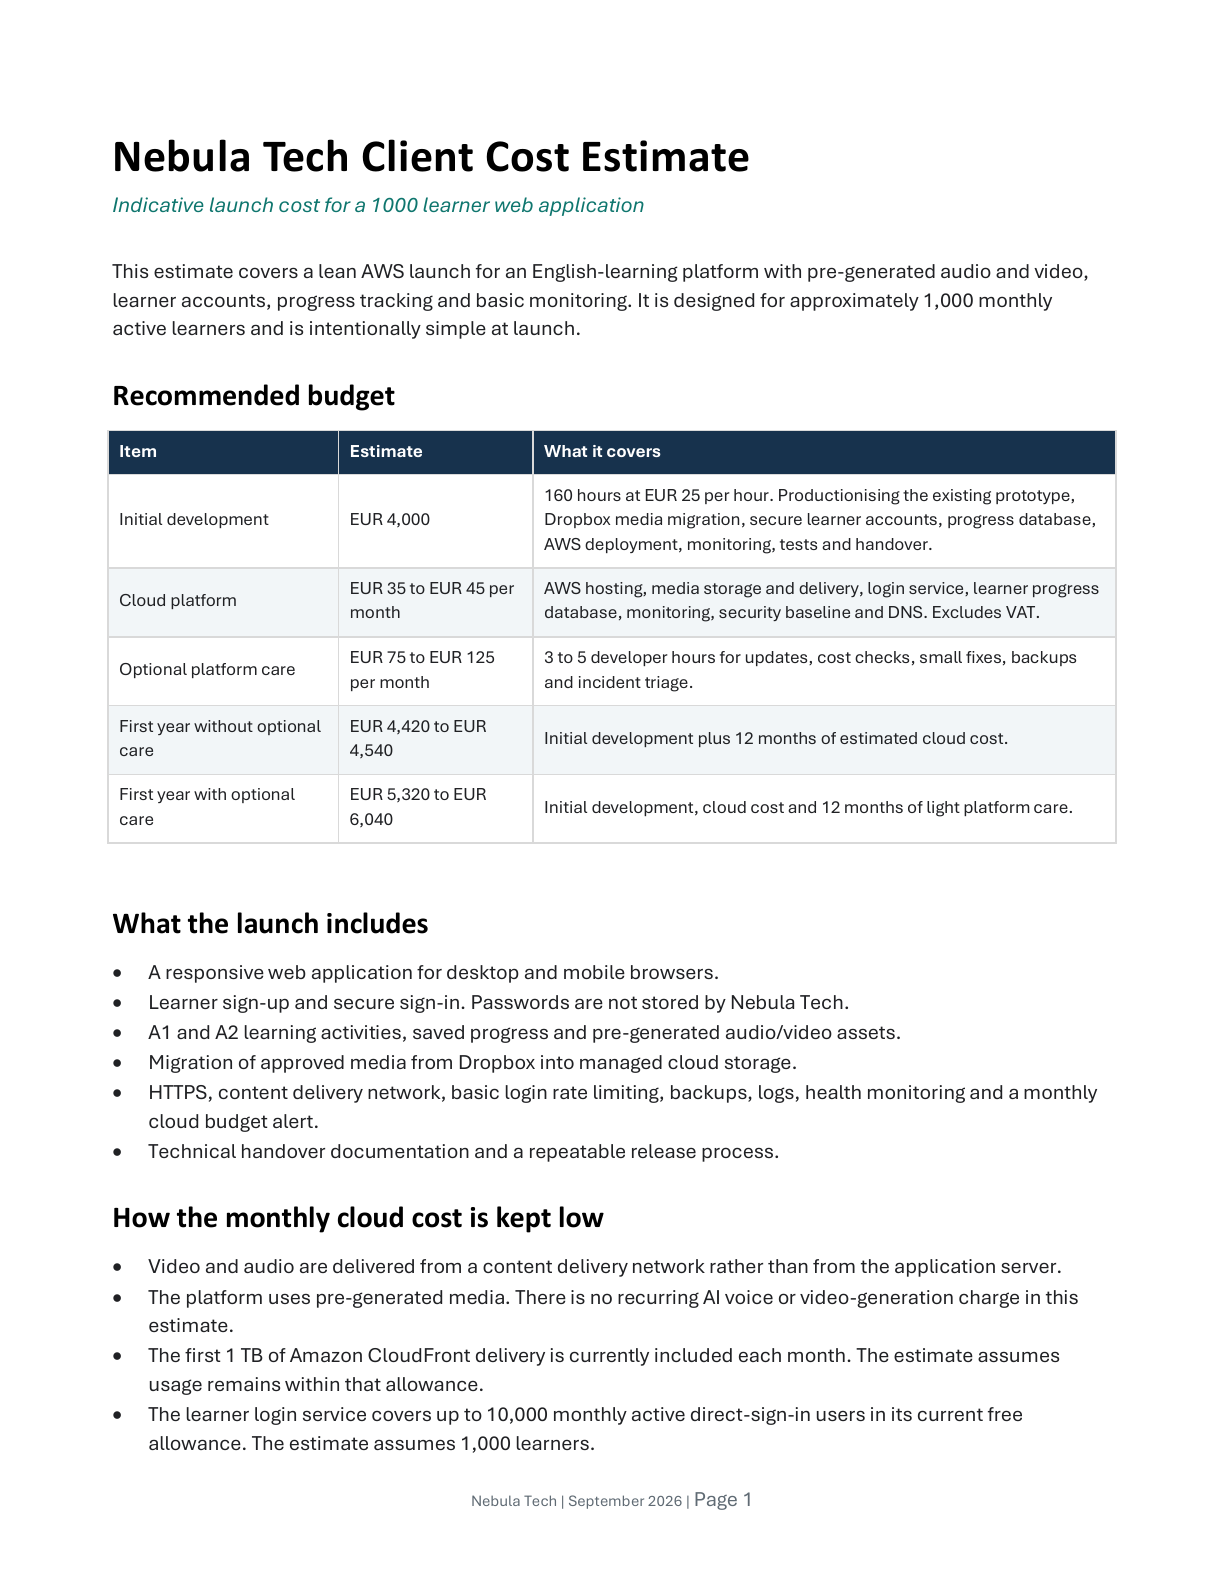 Nebula Tech Client Cost Estimate
Indicative launch cost for a 1000 learner web application
This estimate covers a lean AWS launch for an English-learning platform with pre-generated audio and video,
learner accounts, progress tracking and basic monitoring. It is designed for approximately 1,000 monthly
active learners and is intentionally simple at launch.
Recommended budget
Item Estimate What it covers
Initial development EUR 4,000 160 hours at EUR 25 per hour. Productionising the existing prototype,
Dropbox media migration, secure learner accounts, progress database,
AWS deployment, monitoring, tests and handover.
Cloud platform
EUR 35 to EUR 45 per
month
AWS hosting, media storage and delivery, login service, learner progress
database, monitoring, security baseline and DNS. Excludes VAT.
Optional platform care
EUR 75 to EUR 125
per month
3 to 5 developer hours for updates, cost checks, small fixes, backups
and incident triage.
First year without optional
care
EUR 4,420 to EUR
4,540
Initial development plus 12 months of estimated cloud cost.
First year with optional
care
EUR 5,320 to EUR
6,040
Initial development, cloud cost and 12 months of light platform care.
What the launch includes
• A responsive web application for desktop and mobile browsers.
• Learner sign-up and secure sign-in. Passwords are not stored by Nebula Tech.
• A1 and A2 learning activities, saved progress and pre-generated audio/video assets.
• Migration of approved media from Dropbox into managed cloud storage.
• HTTPS, content delivery network, basic login rate limiting, backups, logs, health monitoring and a monthly
cloud budget alert.
• Technical handover documentation and a repeatable release process.
How the monthly cloud cost is kept low
• Video and audio are delivered from a content delivery network rather than from the application server.
• The platform uses pre-generated media. There is no recurring AI voice or video-generation charge in this
estimate.
• The first 1 TB of Amazon CloudFront delivery is currently included each month. The estimate assumes
usage remains within that allowance.
• The learner login service covers up to 10,000 monthly active direct-sign-in users in its current free
allowance. The estimate assumes 1,000 learners.
Nebula Tech | September 2026 | Page 1